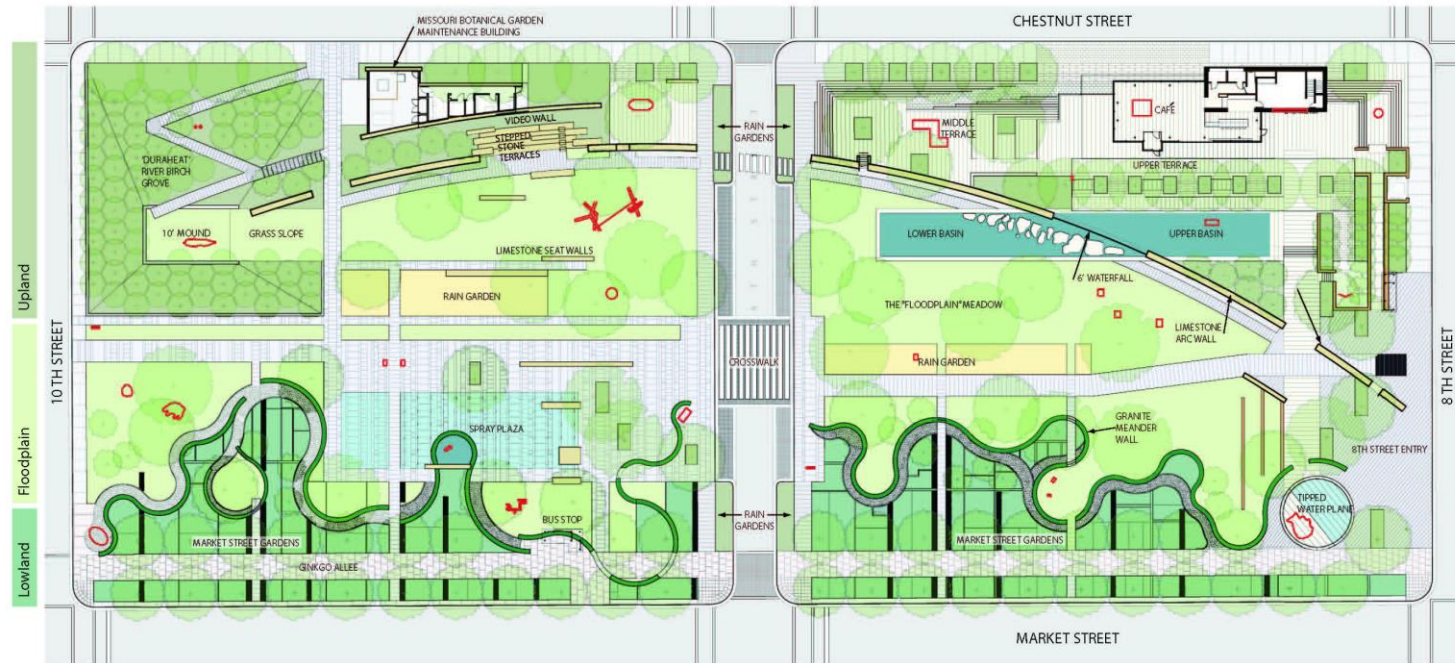 CHESTNUT STREET
MISSOURI BOTANICAL GARDEN
MAINTENANCE BUILDING
VIDEO WALL
STEPPED
STONE
TERRACES
'DURAHEAT'
RIVER BIRCH
GROVE
10' MOUND
GRASS SLOPE
LIMESTONE SEAT WALLS
RAIN GARDEN
RAIN
GARDENS
CAFÉ
MIDDLE
TERRACE
UPPER TERRACE
LOWER BASIN
UPPER BASIN
6' WATERFALL
THE "FLOODPLAIN" MEADOW
LIMESTONE
ARC WALL
RAIN GARDEN
CROSSWALK
SPRAY PLAZA
GRANITE
MEANDER
WALL
8TH STREET ENTRY
TIPPED
WATER PLANE
BUS STOP
RAIN
GARDENS
MARKET STREET GARDENS
MARKET STREET GARDENS
GINKGO ALLEE
MARKET STREET
10 TH STREET
8 TH STREET
Upland
Floodplain
Lowland